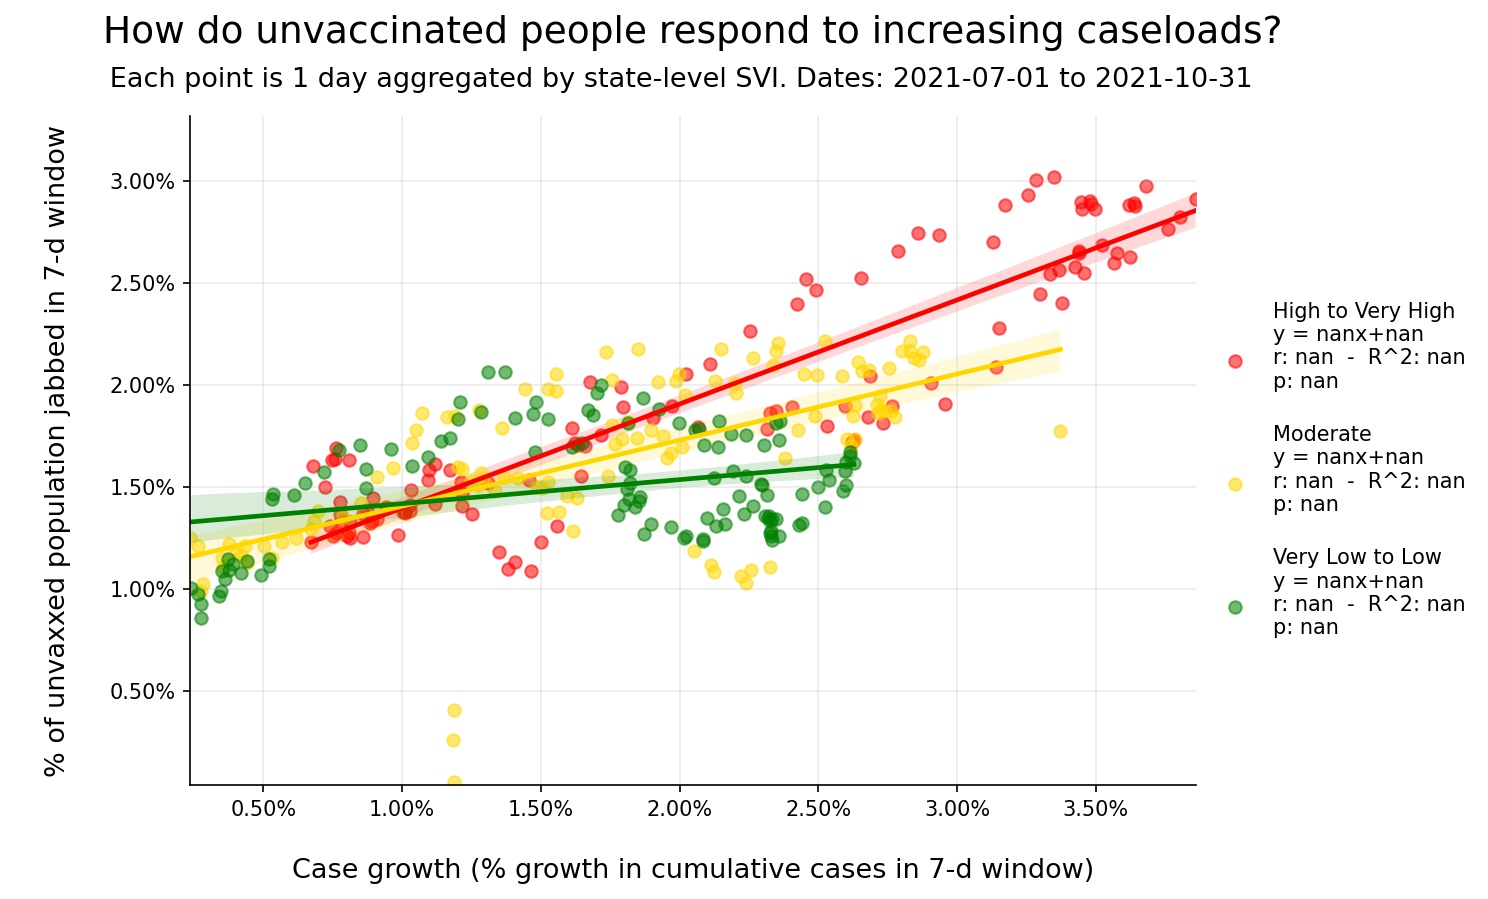 How do unvaccinated people respond to increasing caseloads?
Each point is 1 day aggregated by state-level SVI. Dates: 2021-07-01 to 2021-10-31
% of unvaxxed population jabbed in 7-d window
3.00%
2.50%
2.00%
1.50%
1.00%
0.50%
0.50%
1.00%
1.50%
2.00%
2.50%
3.00%
3.50%
Case growth (% growth in cumulative cases in 7-d window)
High to Very High
y = nanx+nan
r: nan - R^2: nan
p: nan
Moderate
y = nanx+nan
r: nan - R^2: nan
p: nan
Very Low to Low
y = nanx+nan
r: nan - R^2: nan
p: nan